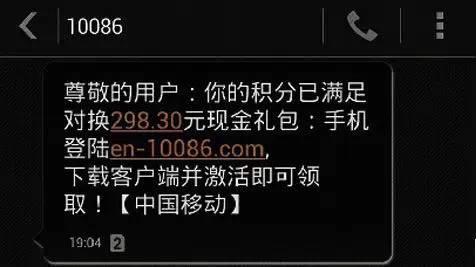 10086
尊敬的用户：你的积分已满足
对换298.30元现金礼包：手机
登陆en-10086.com,
下载客户端并激活即可领
取！【中国移动】
19:04 2